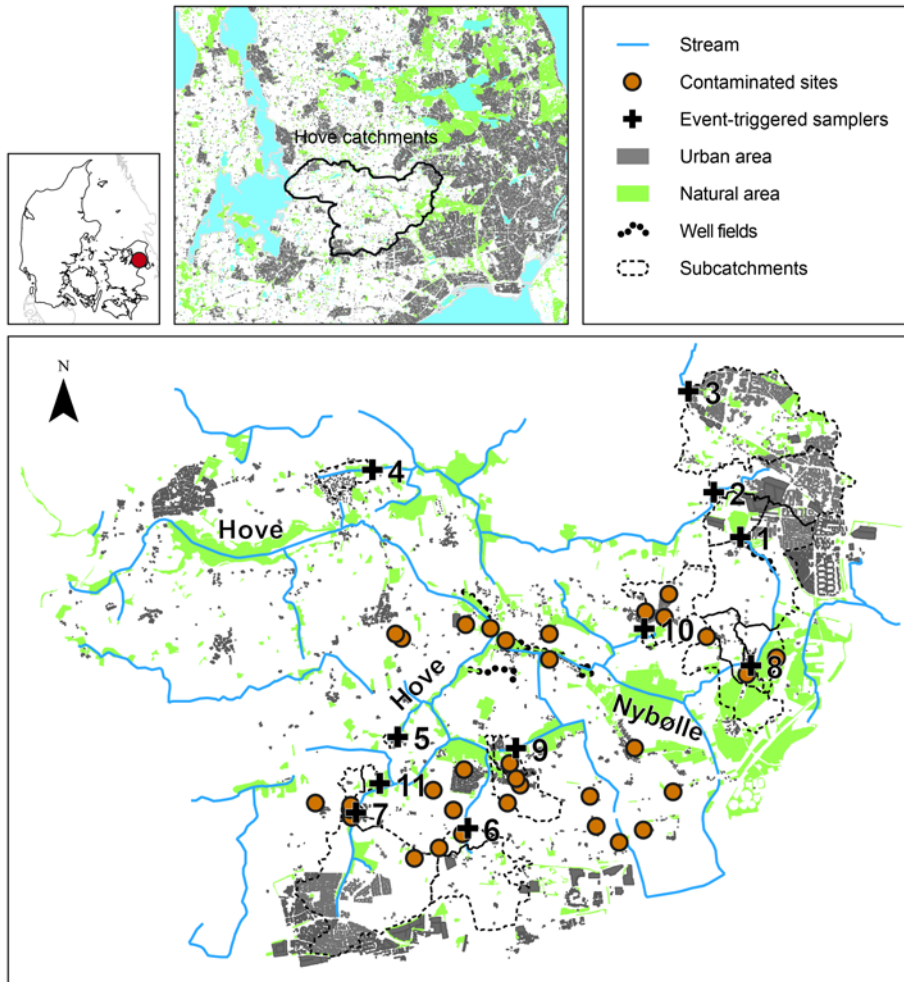 Hove catchments
Stream
Contaminated sites
Event-triggered samplers
Urban area
Natural area
Well fields
Subcatchments
N
3
4
2
Hove
1
10
8
Hove
Nybølle
5
9
11
7
6